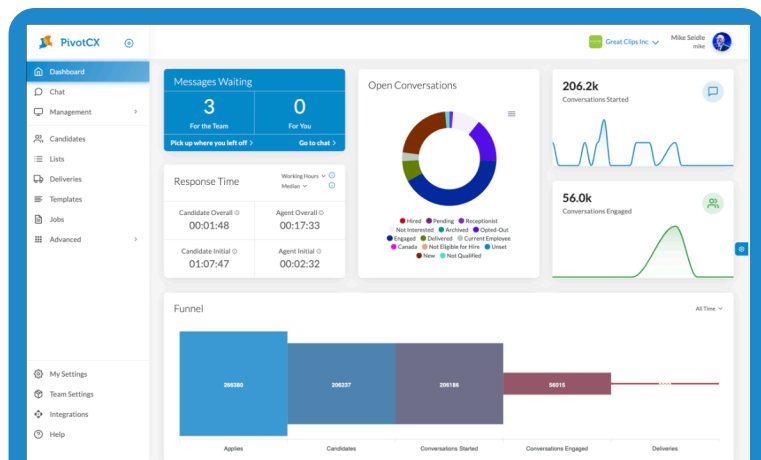 PivotCX
Great Clips Inc
Mike Seidle
mike
Dashboard
Chat
Management
Candidates
Lists
Deliveries
Templates
Jobs
Advanced
My Settings
Team Settings
Integrations
Help
Messages Waiting
3
For the Team
0
For You
Pick up where you left off >
Go to chat >
Response Time
Working Hours
Median
Candidate Overall
00:01:48
Agent Overall
00:17:33
Candidate Initial
01:07:47
Agent Initial
00:02:32
Open Conversations
Hired Pending Receptionist
Not Interested Archived Opted-Out
Engaged Delivered Current Employee
Canada Not Eligible for Hire Unset
New Not Qualified
206.2k
Conversations Started
56.0k
Conversations Engaged
Funnel
All Time
206237
206186
56015
Applies
Candidates
Conversations Started
Conversations Engaged
Deliveries